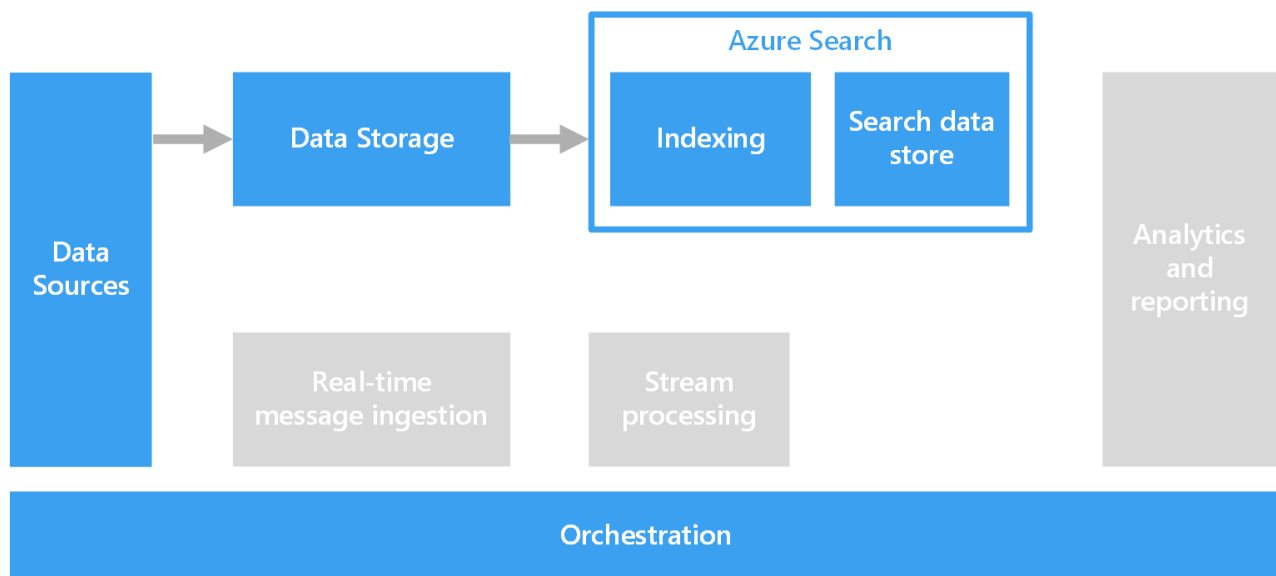 Azure Search
Data
Sources
Data Storage
Indexing
Search data
store
Analytics
and
reporting
Real-time
message ingestion
Stream
processing
Orchestration